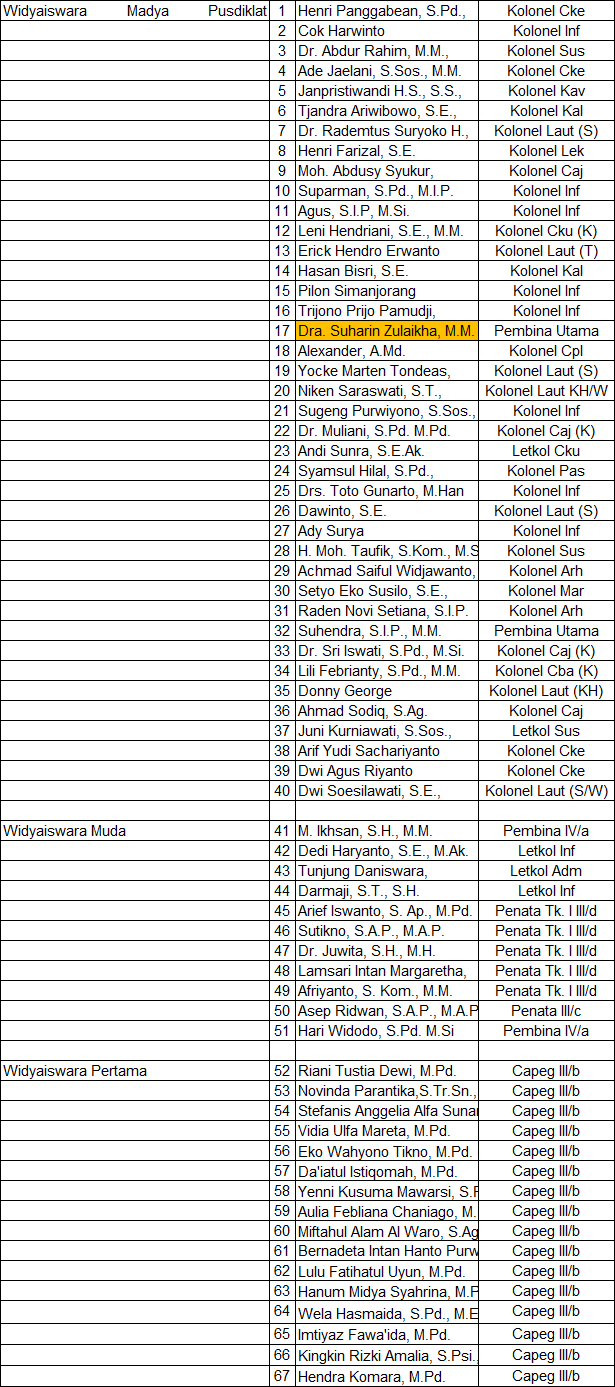 Widyaiswara Madya Pusdiklat 1 Henri Panggabean, S.Pd., Kolonel Cke
2 Cok Harwinto Kolonel Inf
3 Dr. Abdur Rahim, M.M., Kolonel Sus
4 Ade Jaelani, S.Sos., M.M. Kolonel Cke
5 Janpristiwandi H.S., S.S., Kolonel Kav
6 Tjandra Ariwibowo, S.E., Kolonel Kal
7 Dr. Rademtus Suryoko H., Kolonel Laut (S)
8 Henri Farizal, S.E. Kolonel Lek
9 Moh. Abdusy Syukur, Kolonel Caj
10 Suparman, S.Pd., M.I.P. Kolonel Inf
11 Agus, S.I.P, M.Si. Kolonel Inf
12 Leni Hendriani, S.E., M.M. Kolonel Cku (K)
13 Erick Hendro Erwanto Kolonel Laut (T)
14 Hasan Bisri, S.E. Kolonel Kal
15 Pilon Simanjorang Kolonel Inf
16 Trijono Prijo Pamudji, Kolonel Inf
17 Dra. Suharin Zulaikha, M.M. Pembina Utama
18 Alexander, A.Md. Kolonel Cpl
19 Yocke Marten Tondeas, Kolonel Laut (S)
20 Niken Saraswati, S.T., Kolonel Laut KH/W
21 Sugeng Purwiyono, S.Sos., Kolonel Inf
22 Dr. Muliani, S.Pd. M.Pd. Kolonel Caj (K)
23 Andi Sunra, S.E.Ak. Letkol Cku
24 Syamsul Hilal, S.Pd., Kolonel Pas
25 Drs. Toto Gunarto, M.Han Kolonel Inf
26 Dawinto, S.E. Kolonel Laut (S)
27 Ady Surya Kolonel Inf
28 H. Moh. Taufik, S.Kom., M.S Kolonel Sus
29 Achmad Saiful Widjawanto, Kolonel Arh
30 Setyo Eko Susilo, S.E., Kolonel Mar
31 Raden Novi Setiana, S.I.P. Kolonel Arh
32 Suhendra, S.I.P., M.M. Pembina Utama
33 Dr. Sri Iswati, S.Pd., M.Si. Kolonel Caj (K)
34 Lili Febrianty, S.Pd., M.M. Kolonel Cba (K)
35 Donny George Kolonel Laut (KH)
36 Ahmad Sodiq, S.Ag. Kolonel Caj
37 Juni Kurniawati, S.Sos., Letkol Sus
38 Arif Yudi Sachariyanto Kolonel Cke
39 Dwi Agus Riyanto Kolonel Cke
40 Dwi Soesilawati, S.E., Kolonel Laut (S/W)
Widyaiswara Muda 41 M. Ikhsan, S.H., M.M. Pembina IV/a
42 Dedi Haryanto, S.E., M.Ak. Letkol Inf
43 Tunjung Daniswara, Letkol Adm
44 Darmaji, S.T., S.H. Letkol Inf
45 Arief Iswanto, S. Ap., M.Pd. Penata Tk. I III/d
46 Sutikno, S.A.P., M.A.P. Penata Tk. I III/d
47 Dr. Juwita, S.H., M.H. Penata Tk. I III/d
48 Lamsari Intan Margaretha, Penata Tk. I III/d
49 Afriyanto, S. Kom., M.M. Penata Tk. I III/d
50 Asep Ridwan, S.A.P., M.A.P Penata III/c
51 Hari Widodo, S.Pd. M.Si Pembina IV/a
Widyaiswara Pertama 52 Riani Tustia Dewi, M.Pd. Capeg III/b
53 Novinda Parantika,S.Tr.Sn., Capeg III/b
54 Stefanis Anggelia Alfa Sunar Capeg III/b
55 Vidia Ulfa Mareta, M.Pd. Capeg III/b
56 Eko Wahyono Tikno, M.Pd. Capeg III/b
57 Da'iatul Istiqomah, M.Pd. Capeg III/b
58 Yenni Kusuma Mawarsi, S.P Capeg III/b
59 Aulia Febliana Chaniago, M. Capeg III/b
60 Miftahul Alam Al Waro, S.Ag Capeg III/b
61 Bernadeta Intan Hanto Purw Capeg III/b
62 Lulu Fatihatul Uyun, M.Pd. Capeg III/b
63 Hanum Midya Syahrina, M.P Capeg III/b
64 Wela Hasmaida, S.Pd., M.E Capeg III/b
65 Imtiyaz Fawa'ida, M.Pd. Capeg III/b
66 Kingkin Rizki Amalia, S.Psi., Capeg III/b
67 Hendra Komara, M.Pd. Capeg III/b